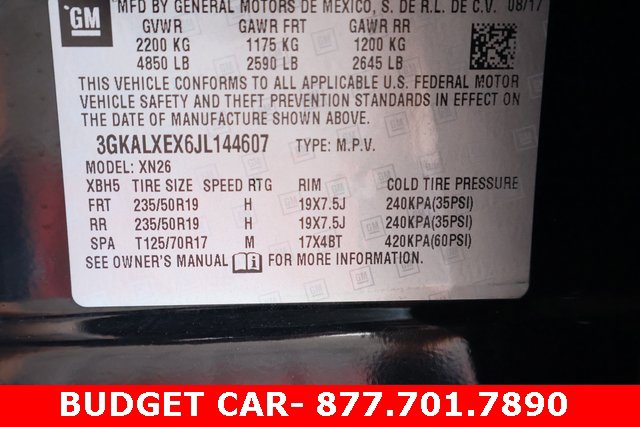 GM MFD BY GENERAL MOTORS DE MEXICO, S. DE R.L. DE C.V. 08/17
GVWR GAWR FRT GAWR RR
2200 KG 1175 KG 1200 KG
4850 LB 2590 LB 2645 LB
THIS VEHICLE CONFORMS TO ALL APPLICABLE U.S. FEDERAL MOTOR
VEHICLE SAFETY AND THEFT PREVENTION STANDARDS IN EFFECT ON
THE DATE OF MANUFACTURE SHOWN ABOVE.
3GKALXEX6JL144607 TYPE: M.P.V.
MODEL: XN26
XBH5 TIRE SIZE SPEED RTG RIM COLD TIRE PRESSURE
FRT 235/50R19 H 19X7.5J 240KPA(35PSI)
RR 235/50R19 H 19X7.5J 240KPA(35PSI)
SPA T125/70R17 M 17X4BT 420KPA(60PSI)
SEE OWNER'S MANUAL FOR MORE INFORMATION.
BUDGET CAR- 877.701.7890